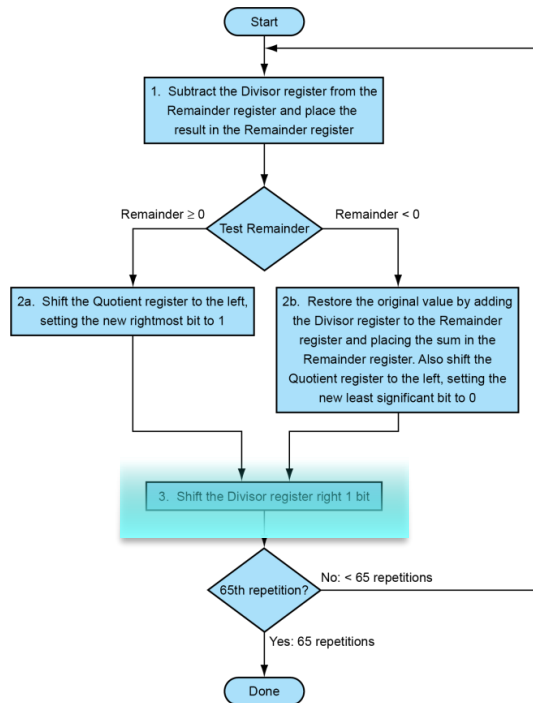 Start
1. Subtract the Divisor register from the
Remainder register and place the
result in the Remainder register
Remainder ≥ 0
Remainder < 0
Test Remainder
2a. Shift the Quotient register to the left,
setting the new rightmost bit to 1
2b. Restore the original value by adding
the Divisor register to the Remainder
register and placing the sum in the
Remainder register. Also shift the
Quotient register to the left, setting the
new least significant bit to 0
3. Shift the Divisor register right 1 bit
65th repetition?
No: < 65 repetitions
Yes: 65 repetitions
Done